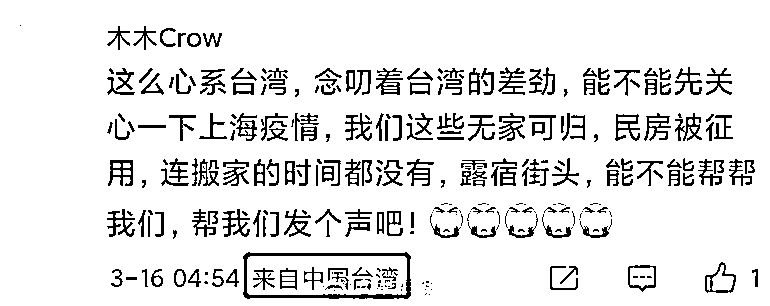 木木Crow
这么心系台湾，念叨着台湾的差劲，能不能先关
心一下上海疫情，我们这些无家可归，民房被征
用，连搬家的时间都没有，露宿街头，能不能帮帮
我们，帮我们发个声吧！
3-16 04:54 来自中国台湾 1